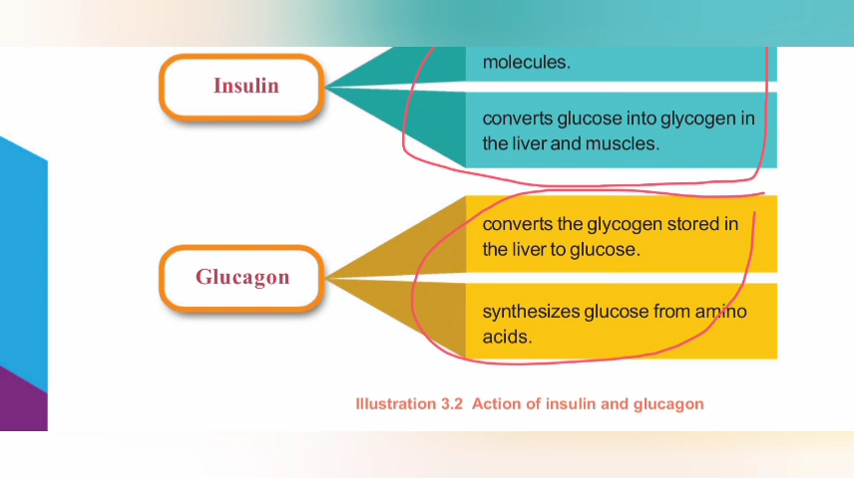 molecules.
Insulin
converts glucose into glycogen in
the liver and muscles.
converts the glycogen stored in
the liver to glucose.
Glucagon
synthesizes glucose from amino
acids.
Illustration 3.2 Action of insulin and glucagon